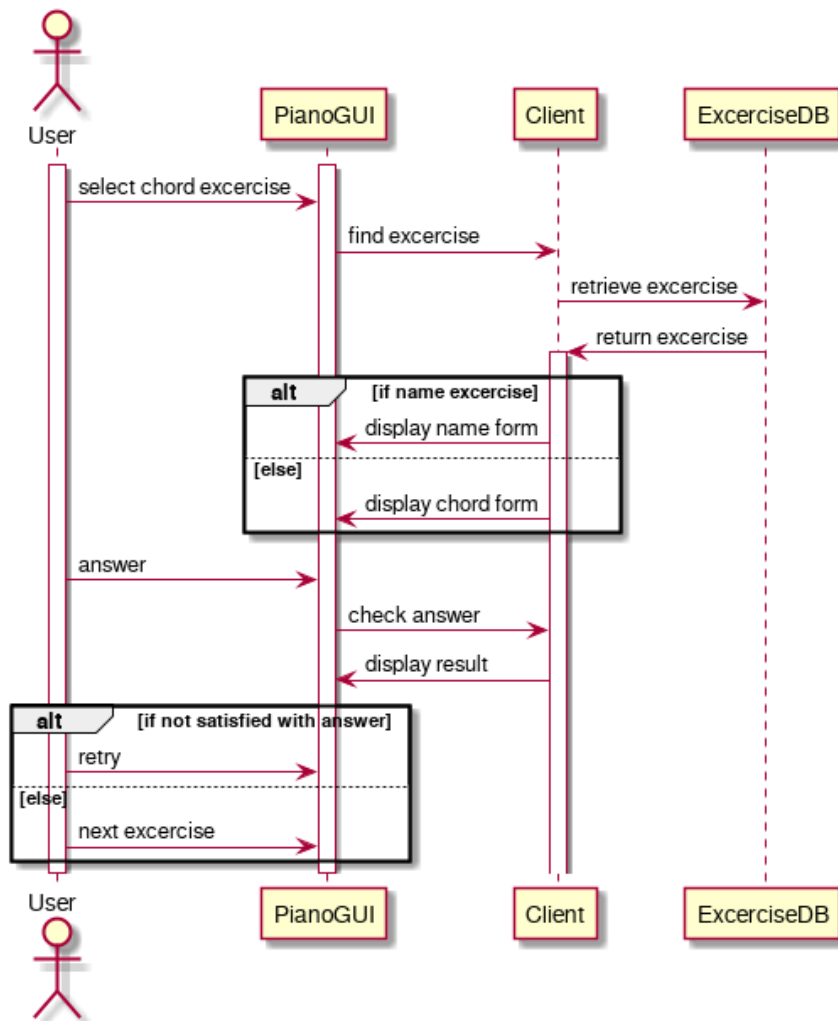 User
PianoGUI
Client
ExcerciseDB
select chord excercise
find excercise
retrieve excercise
return excercise
alt
[if name excercise]
display name form
[else]
display chord form
answer
check answer
display result
alt
[if not satisfied with answer]
retry
[else]
next excercise
User
PianoGUI
Client
ExcerciseDB